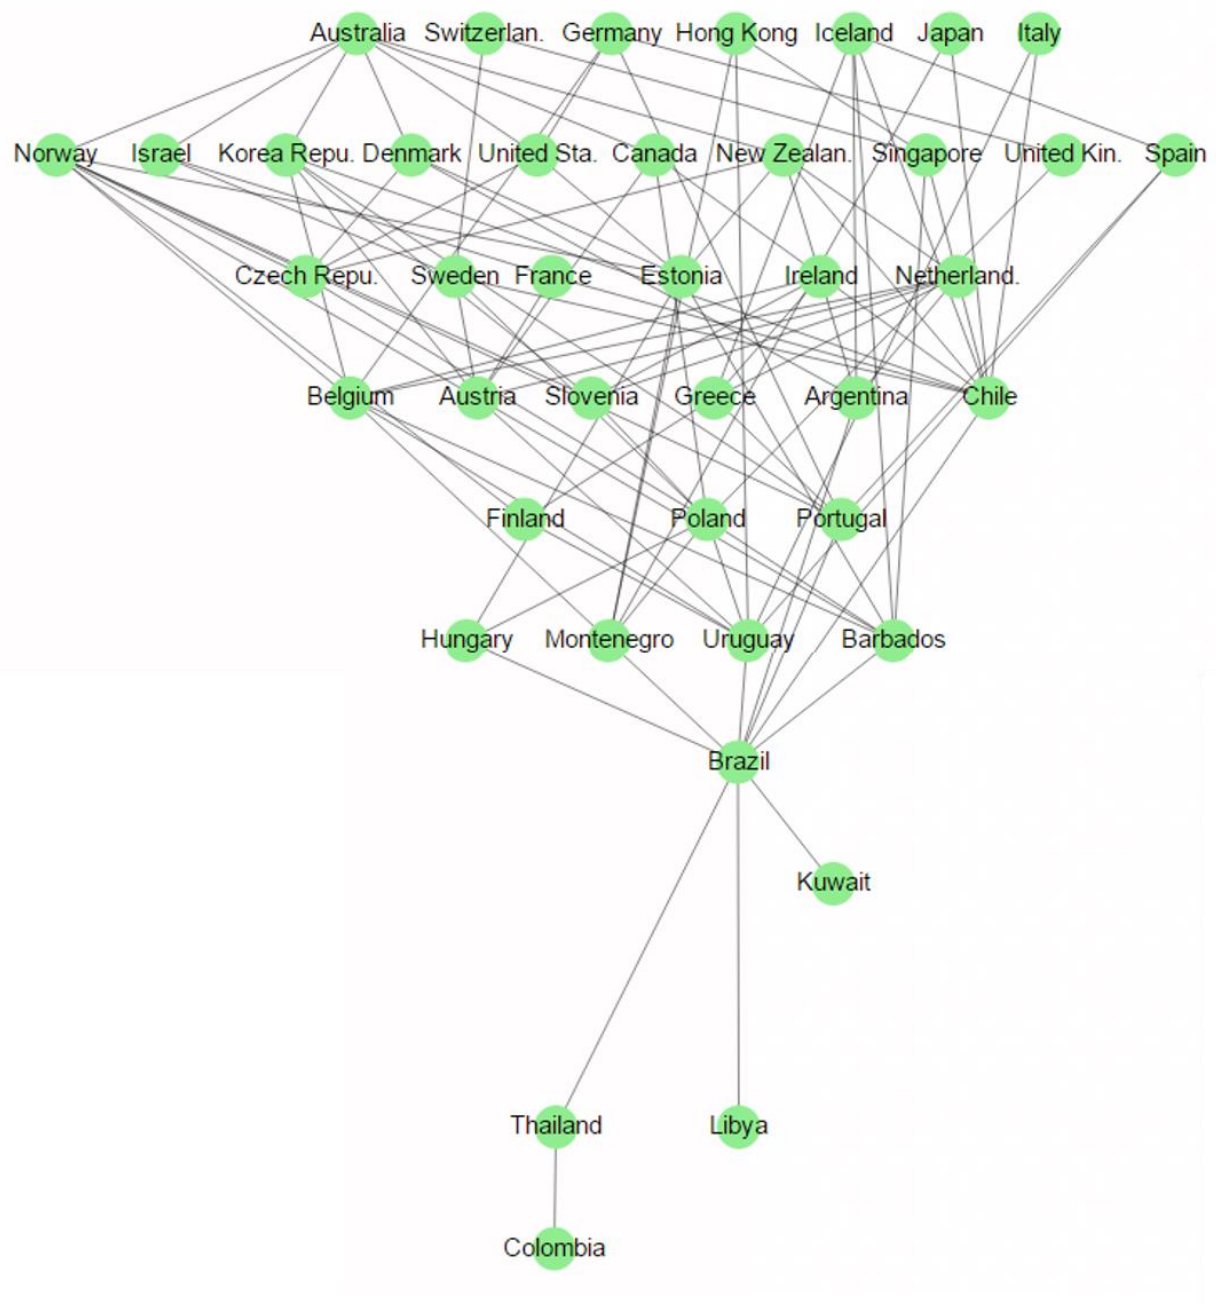 Australia Switzerlan. Germany Hong Kong Iceland Japan Italy
Norway Israel Korea Repu. Denmark United Sta. Canada New Zealan. Singapore United Kin. Spain
Czech Repu. Sweden France Estonia Ireland Netherland.
Belgium Austria Slovenia Greece Argentina Chile
Finland Poland Portugal
Hungary Montenegro Uruguay Barbados
Brazil
Kuwait
Thailand Libya
Colombia